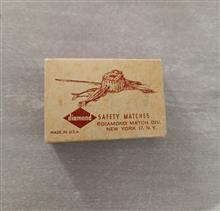 diamond
SAFETY MATCHES
©DIAMOND MATCH DIV.
NEW YORK 17, N.Y.
MADE IN U.S.A.